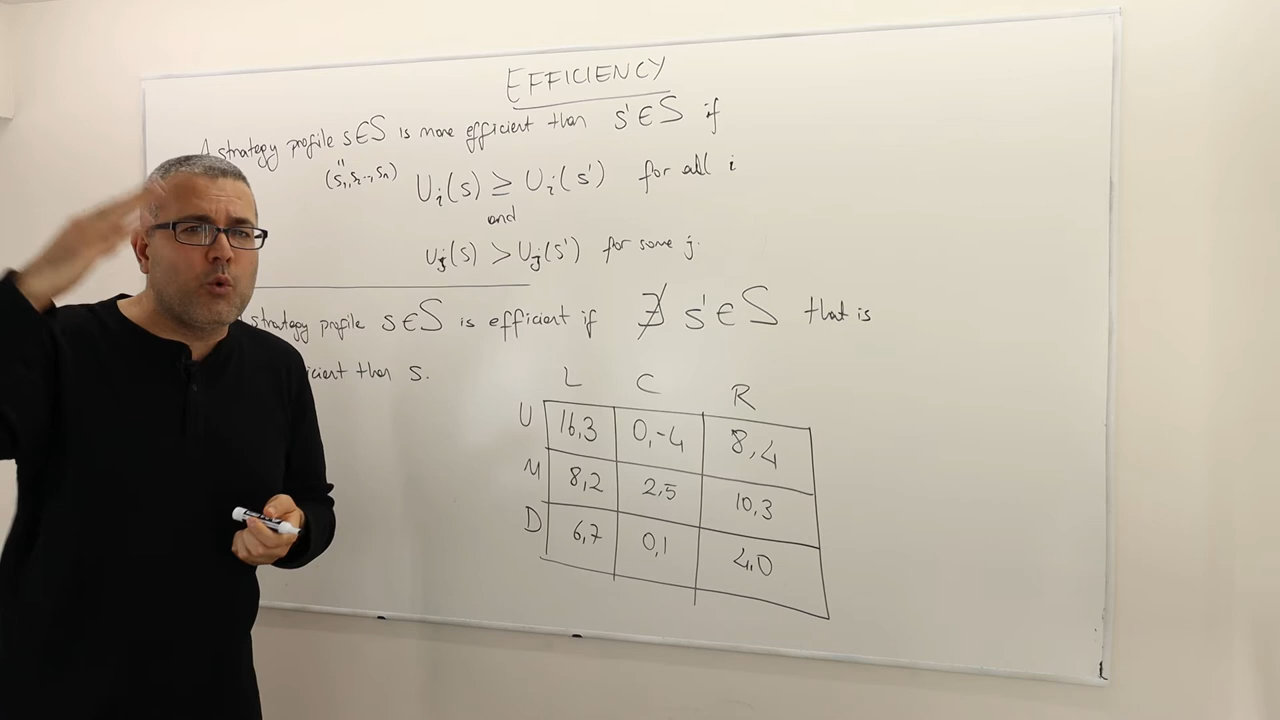 EFFICIENCY
A strategy profile s∈S is more efficient than s'∈S if
(s₁,s₂..,sₙ)
Uᵢ(s) ≥ Uᵢ(s') for all i
and
uⱼ(s) > Uⱼ(s') for some j.
strategy profile s∈S is efficient if ∄ s'∈S that is
than s.
L C R
U 16,3 0,-4 8,4
M 8,2 2,5 10,3
D 6,7 0,1 4,0